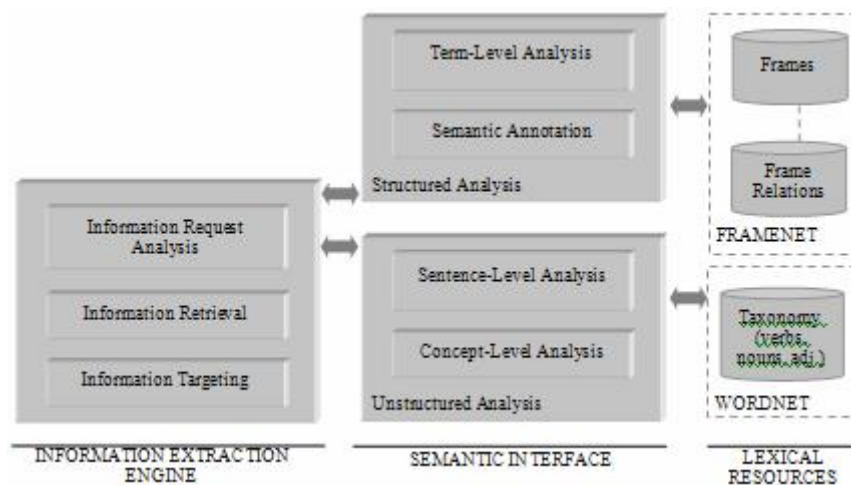 Term-Level Analysis
Semantic Annotation
Structured Analysis
Frames
Frame
Relations
FRAMENET
Information Request
Analysis
Information Retrieval
Information Targeting
Sentence-Level Analysis
Concept-Level Analysis
Unstructured Analysis
Taxonomy
(verbs,
nouns, adj.)
WORDNET
INFORMATION EXTRACTION
ENGINE
SEMANTIC INTERFACE
LEXICAL
RESOURCES